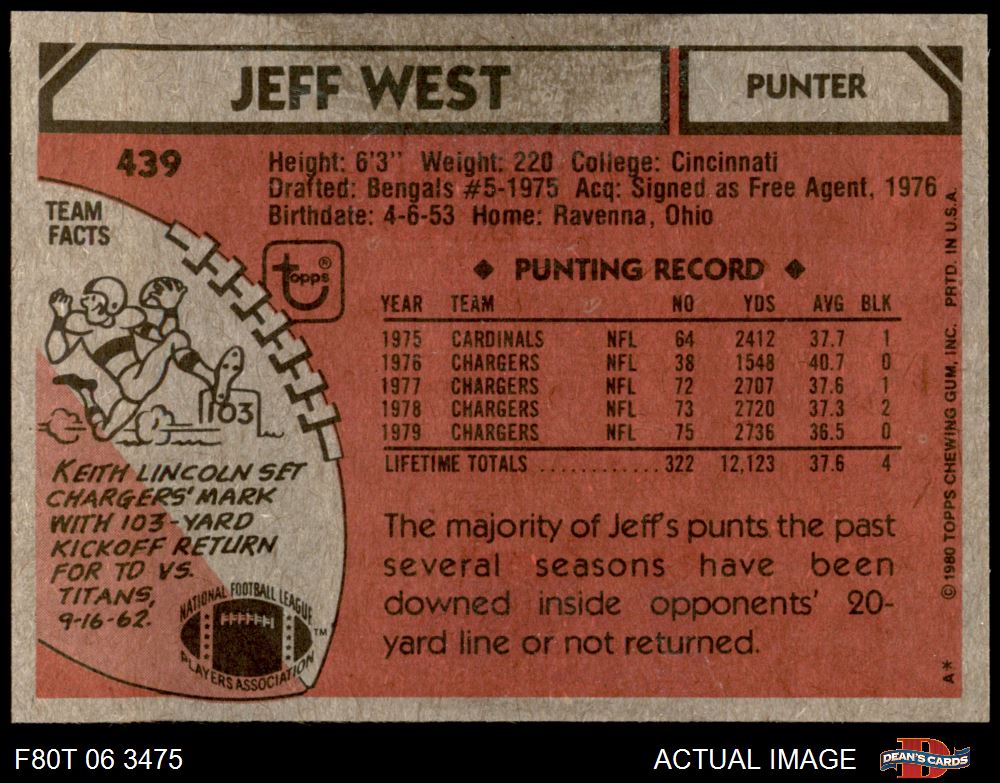 JEFF WEST
PUNTER
439
Height: 6'3" Weight: 220 College: Cincinnati
Drafted: Bengals #5-1975 Acq: Signed as Free Agent, 1976
Birthdate: 4-6-53 Home: Ravenna, Ohio
TEAM
FACTS
103
KEITH LINCOLN SET
CHARGERS' MARK
WITH 103-YARD
KICKOFF RETURN
FOR TD VS.
TITANS,
9-16-62.
NATIONAL FOOTBALL LEAGUE
PLAYERS ASSOCIATION
TM
topps ®
◆ PUNTING RECORD ◆
YEAR TEAM NO YDS AVG BLK
1975 CARDINALS NFL 64 2412 37.7 1
1976 CHARGERS NFL 38 1548 40.7 0
1977 CHARGERS NFL 72 2707 37.6 1
1978 CHARGERS NFL 73 2720 37.3 2
1979 CHARGERS NFL 75 2736 36.5 0
LIFETIME TOTALS ............ 322 12,123 37.6 4
The majority of Jeff's punts the past
several seasons have been
downed inside opponents' 20-
yard line or not returned.
A* © 1980 TOPPS CHEWING GUM, INC. PRTD. IN U.S.A.
F80T 06 3475
ACTUAL IMAGE
D
DEAN'S CARDS